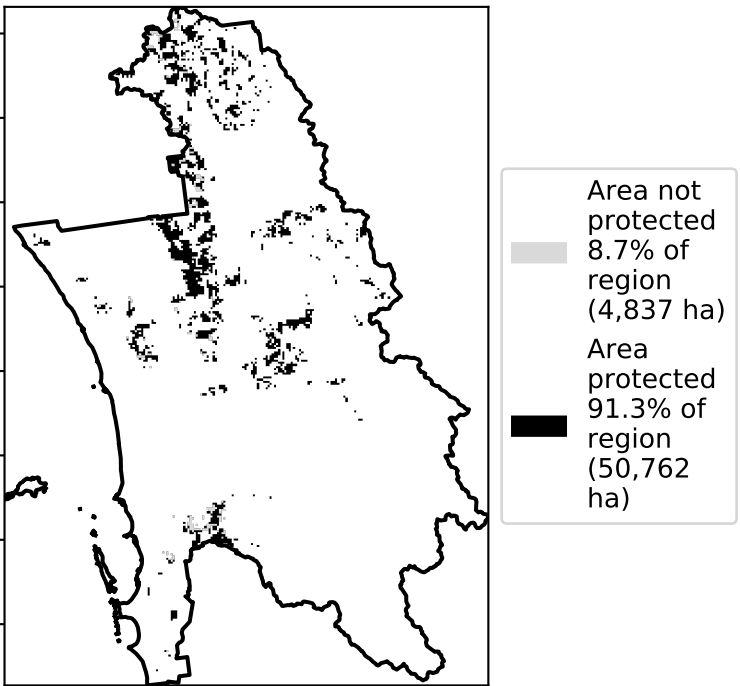 Area not
protected
8.7% of
region
(4,837 ha)
Area
protected
91.3% of
region
(50,762
ha)